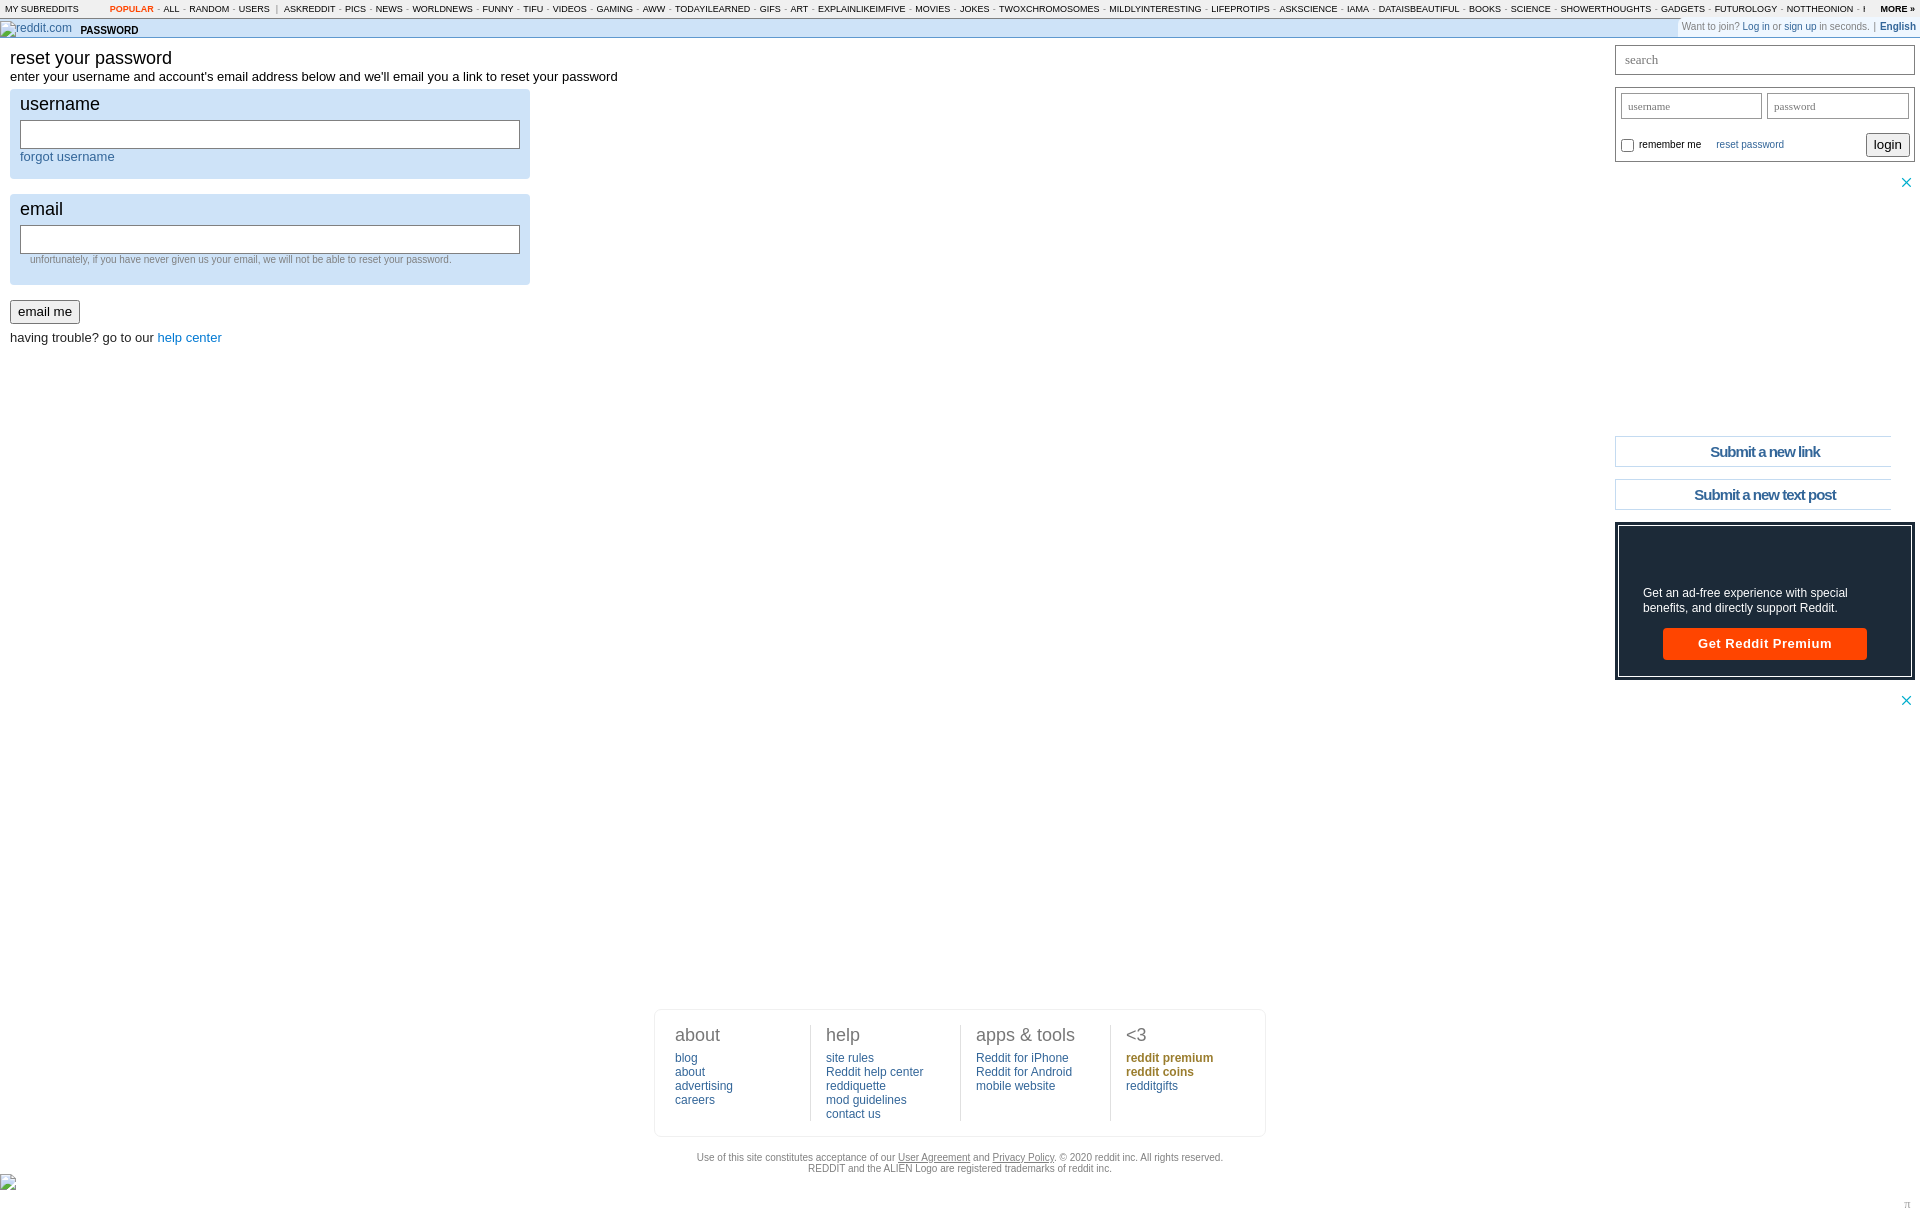 MY SUBREDDITS POPULAR - ALL - RANDOM - USERS | ASKREDDIT - PICS - NEWS - WORLDNEWS - FUNNY - TIFU - VIDEOS - GAMING - AWW - TODAYILEARNED - GIFS - ART - EXPLAINLIKEIMFIVE - MOVIES - JOKES - TWOXCHROMOSOMES - MILDLYINTERESTING - LIFEPROTIPS - ASKSCIENCE - IAMA - DATAISBEAUTIFUL - BOOKS - SCIENCE - SHOWERTHOUGHTS - GADGETS - FUTUROLOGY - NOTTHEONION - MORE »
reddit.com PASSWORD
Want to join? Log in or sign up in seconds. | English
reset your password
enter your username and account's email address below and we'll email you a link to reset your password
username
forgot username
email
unfortunately, if you have never given us your email, we will not be able to reset your password.
email me
having trouble? go to our help center
search
username password
remember me reset password login
Submit a new link
Submit a new text post
Get an ad-free experience with special
benefits, and directly support Reddit.
Get Reddit Premium
about
blog
about
advertising
careers
help
site rules
Reddit help center
reddiquette
mod guidelines
contact us
apps & tools
Reddit for iPhone
Reddit for Android
mobile website
<3
reddit premium
reddit coins
redditgifts
Use of this site constitutes acceptance of our User Agreement and Privacy Policy. © 2020 reddit inc. All rights reserved.
REDDIT and the ALIEN Logo are registered trademarks of reddit inc.
π